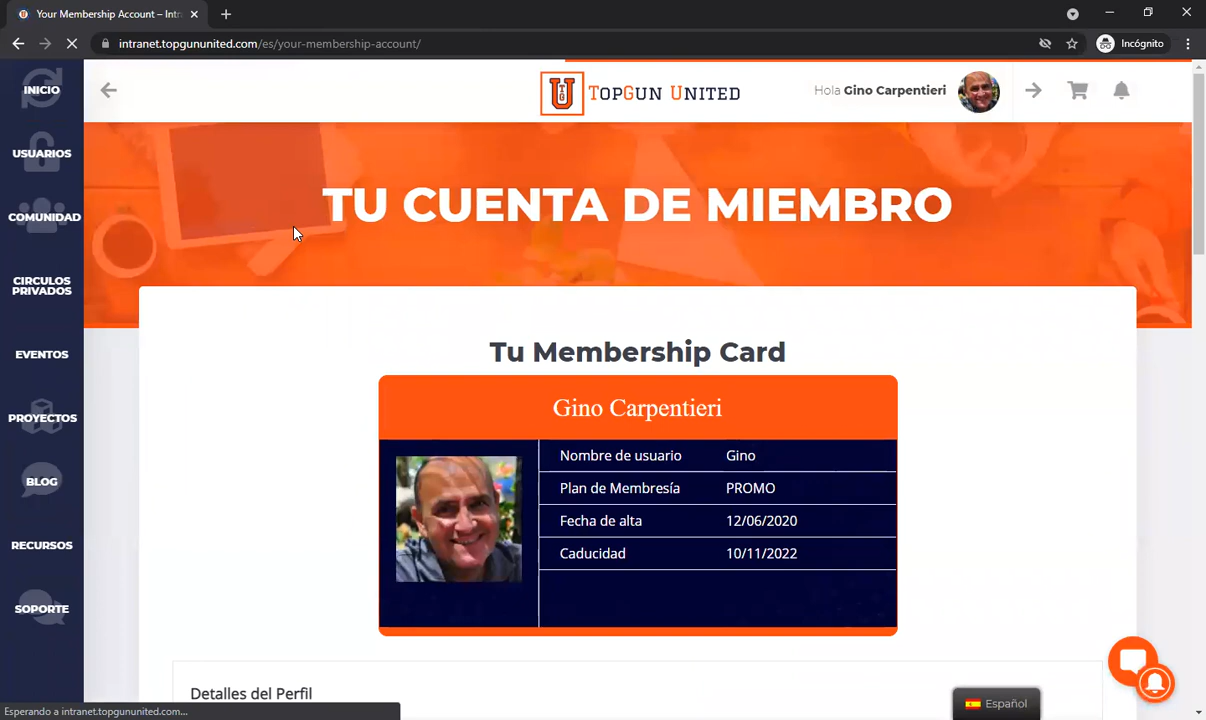 Your Membership Account – Intr
intranet.topgununited.com/es/your-membership-account/
Incógnito
INICIO
USUARIOS
COMUNIDAD
CIRCULOS
PRIVADOS
EVENTOS
PROYECTOS
BLOG
RECURSOS
SOPORTE
TOPGUN UNITED
Hola Gino Carpentieri
TU CUENTA DE MIEMBRO
Tu Membership Card
Gino Carpentieri
Nombre de usuario Gino
Plan de Membresía PROMO
Fecha de alta 12/06/2020
Caducidad 10/11/2022
Detalles del Perfil
Español
Esperando a intranet.topgununited.com...